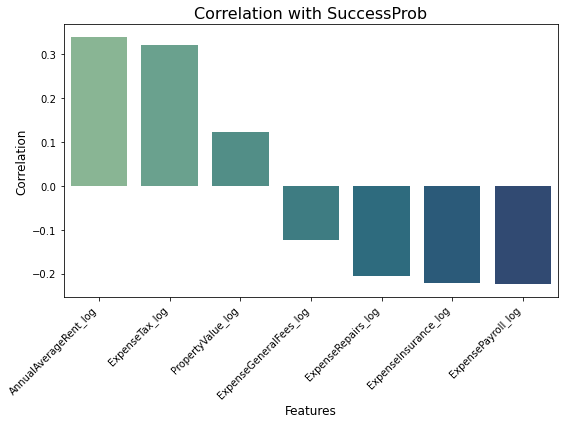 Correlation with SuccessProb
Correlation
0.3
0.2
0.1
0.0
−0.1
−0.2
AnnualAverageRent_log
ExpenseTax_log
PropertyValue_log
ExpenseGeneralFees_log
ExpenseRepairs_log
ExpenseInsurance_log
ExpensePayroll_log
Features